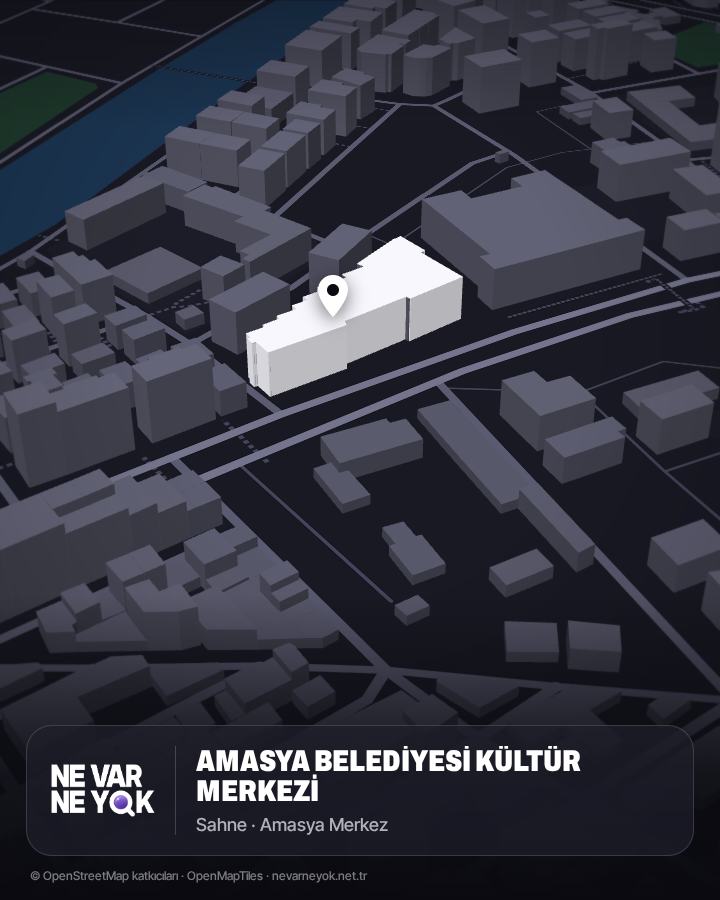 NE VAR
NE YOK
AMASYA BELEDİYESİ KÜLTÜR
MERKEZİ
Sahne · Amasya Merkez
© OpenStreetMap katkıcıları · OpenMapTiles · nevarneyok.net.tr